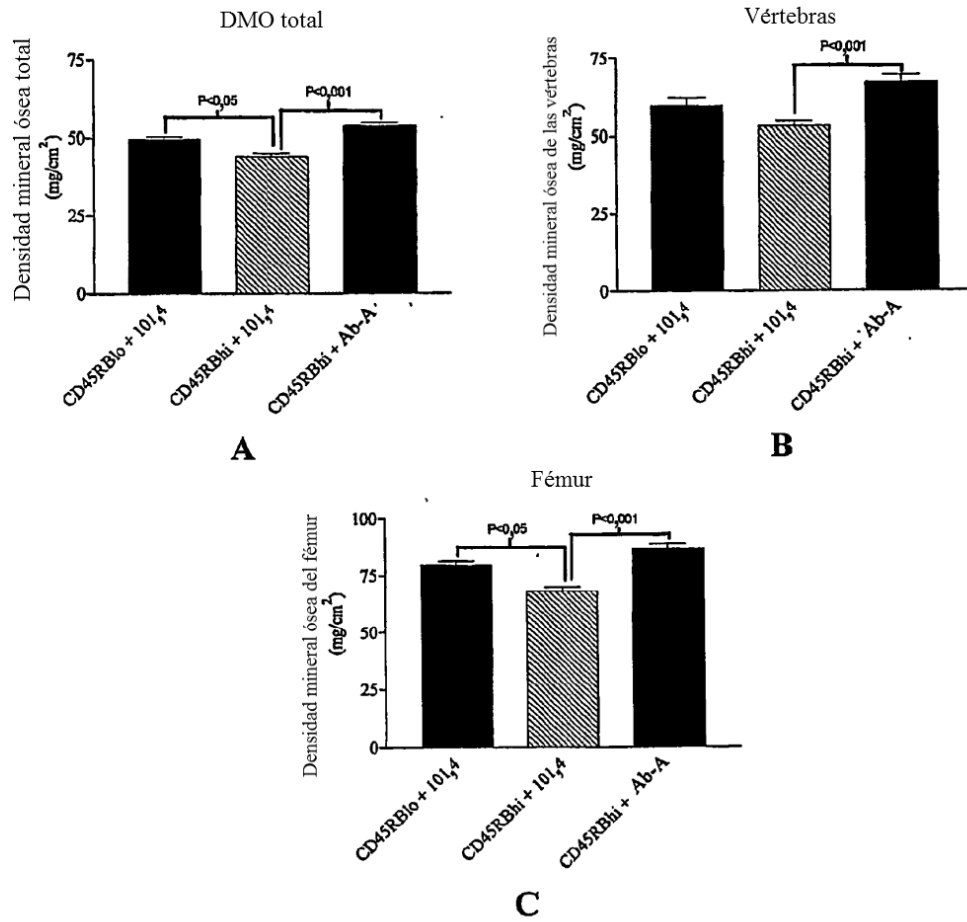 DMO total
Densidad mineral ósea total
(mg/cm²)
75
50
25
0
P<0,05
P<0,001
CD45RBlo + 101,4
CD45RBhi + 101,4
CD45RBhi + Ab-A
A
Vértebras
Densidad mineral ósea de las vértebras
(mg/cm²)
75
50
25
0
P<0,001
CD45RBlo + 101,4
CD45RBhi + 101,4
CD45RBhi + Ab-A
B
Fémur
Densidad mineral ósea del fémur
(mg/cm²)
100
75
50
25
0
P<0,05
P<0,001
CD45RBlo + 101,4
CD45RBhi + 101,4
CD45RBhi + Ab-A
C